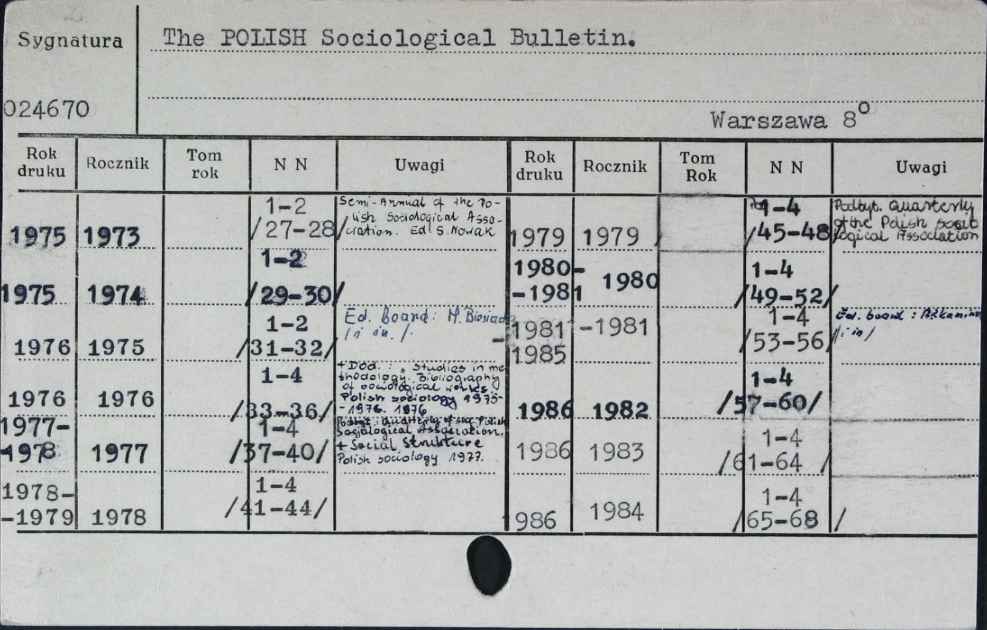 Sygnatura The POLISH Sociological Bulletin.
024670
Warszawa 8°
Rok druku Rocznik Tom rok N N Uwagi Rok druku Rocznik Tom Rok N N Uwagi
1975 1973 1-2 /27-28/ Semi-Annual of the Polish Sociological Association. Ed. S. Nowak
1975 1974 1-2 /29-30/
1976 1975 1-2 /31-32/ Ed. board: M. /i in./
1976 1976 1-4 /33-36/ + Dod.: Studies in methodology. Bibliography of sociological works. Polish sociology 1975-
-1976. 1976
1977-
-1978 1977 1-4 /37-40/ Quarterly of the Polish Sociological Association,
+ Social Structure
Polish sociology 1977.
1978-
-1979 1978 1-4 /41-44/
1979 1979 1-4 /45-48/ Podtyt. Quarterly of the Polish Sociological Association
1980-
-1981 1980 1-4 /49-52/
1981-
1985 -1981 1-4 /53-56/ Ed. board: /i in/
1986 1982 1-4 /57-60/
1986 1983 1-4 /61-64 /
986 1984 1-4 /65-68 /